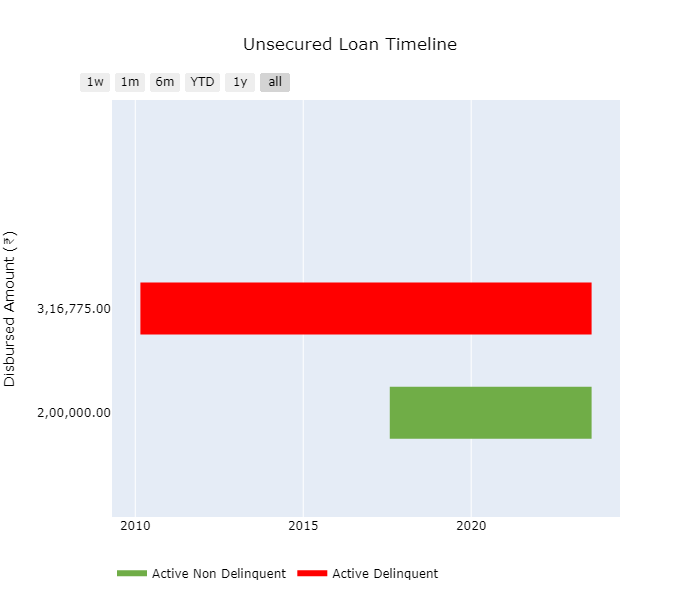 Unsecured Loan Timeline
1w 1m 6m YTD 1y all
Disbursed Amount (₹)
3,16,775.00
2,00,000.00
2010 2015 2020
Active Non Delinquent Active Delinquent